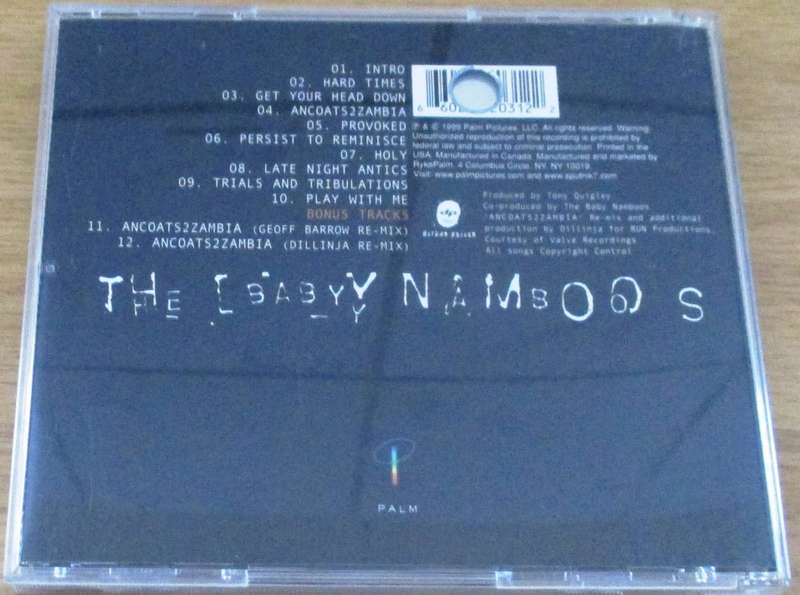 01. INTRO
02. HARD TIMES
03. GET YOUR HEAD DOWN
04. ANCOATS2ZAMBIA
05. PROVOKED
06. PERSIST TO REMINISCE
07. HOLY
08. LATE NIGHT ANTICS
09. TRIALS AND TRIBULATIONS
10. PLAY WITH ME
BONUS TRACKS
11. ANCOATS2ZAMBIA (GEOFF BARROW RE-MIX)
12. ANCOATS2ZAMBIA (DILLINJA RE-MIX)
6 20312 2
℗ & © 1999 Palm Pictures, LLC. All rights reserved. Warning:
Unauthorized reproduction of this recording is prohibited by
federal law and subject to criminal prosecution. Printed in the
USA. Manufactured in Canada. Manufactured and marketed by
RykoPalm. 4 Columbus Circle, NY, NY 10019
Visit: www.palmpictures.com and www.sputnik7.com
Produced by Tony Quigley
Co-produced by The Baby Namboos
'ANCOATS2ZAMBIA' Re-mix and additional
production by Dillinja for RUN Productions.
Courtesy of Valve Recordings
All songs Copyright Control
THE BABY NAMBOOS
PALM